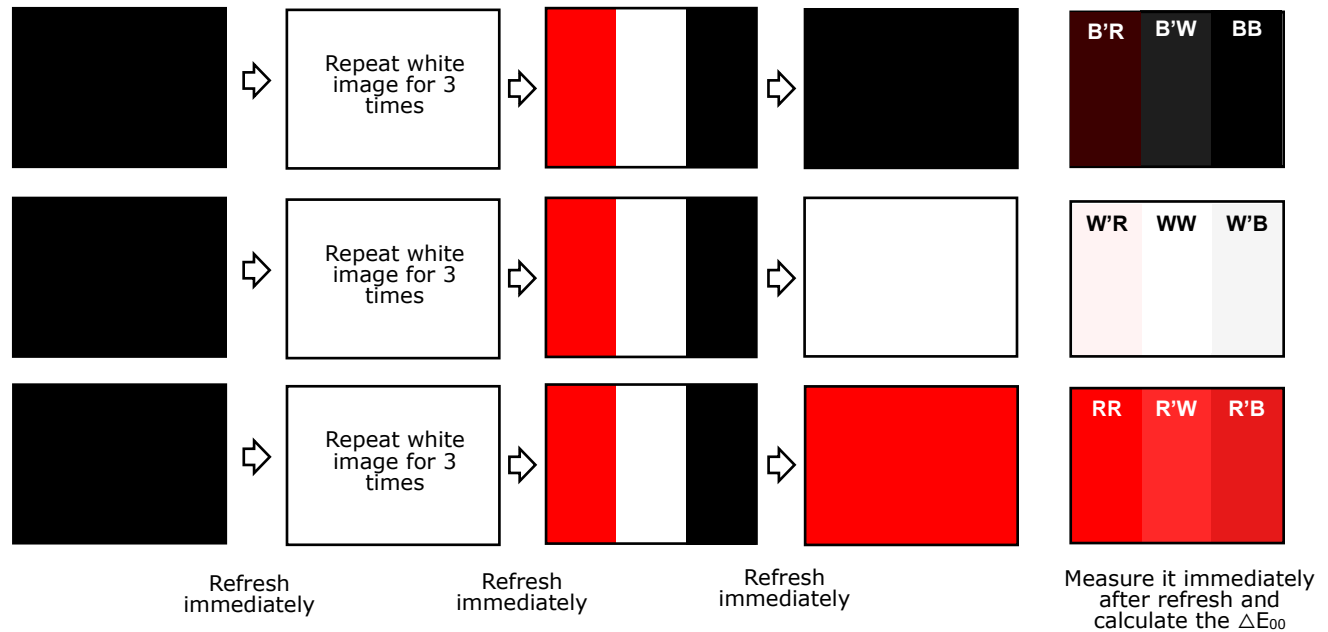 B’R B’W BB
Repeat white
image for 3
times
W’R WW W’B
Repeat white
image for 3
times
RR R’W R’B
Repeat white
image for 3
times
Refresh
immediately
Refresh
immediately
Refresh
immediately
Measure it immediately
after refresh and
calculate the △E₀₀